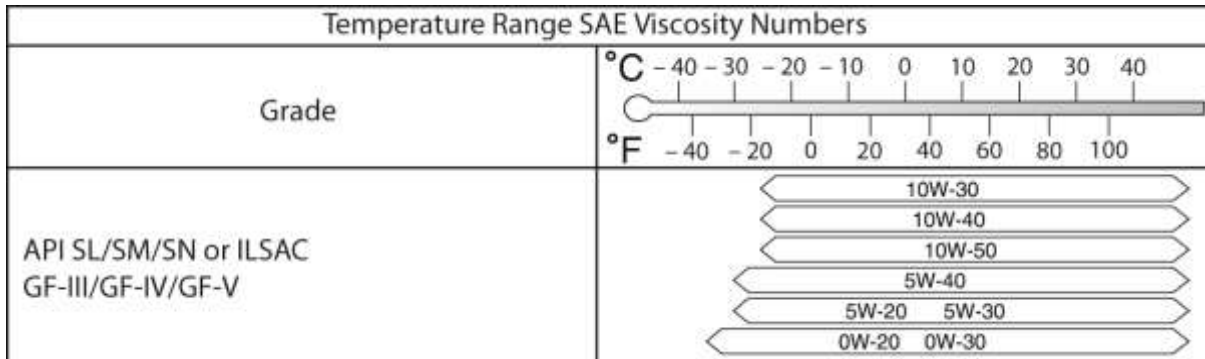 Temperature Range SAE Viscosity Numbers
Grade
°C – 40 – 30 – 20 – 10 0 10 20 30 40
°F – 40 – 20 0 20 40 60 80 100
API SL/SM/SN or ILSAC
GF-III/GF-IV/GF-V
10W-30
10W-40
10W-50
5W-40
5W-20 5W-30
0W-20 0W-30